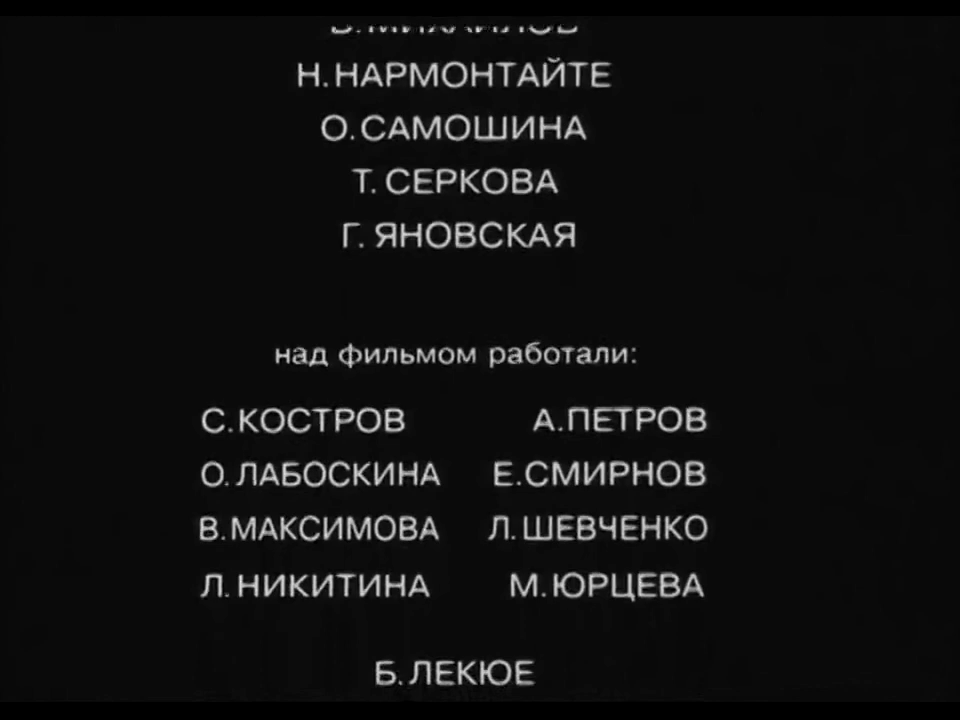 Н. НАРМОНТАЙТЕ
О. САМОШИНА
Т. СЕРКОВА
Г. ЯНОВСКАЯ
над фильмом работали:
С. КОСТРОВ А. ПЕТРОВ
О. ЛАБОСКИНА Е. СМИРНОВ
В. МАКСИМОВА Л. ШЕВЧЕНКО
Л. НИКИТИНА М. ЮРЦЕВА
Б. ЛЕКЮЕ